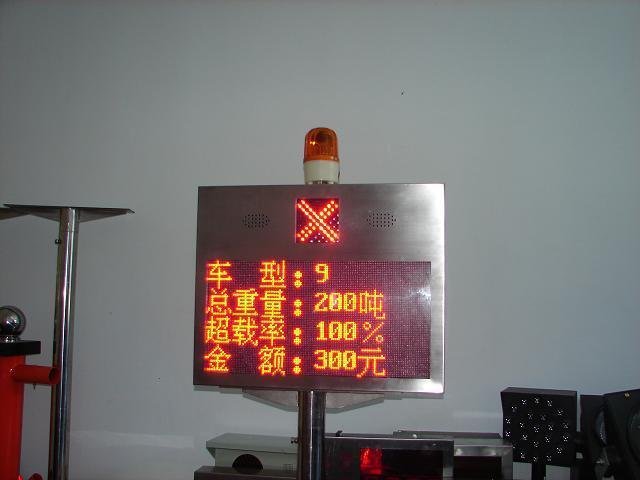 车 型：9
总重量：200吨
超载率：100%
金 额：300元